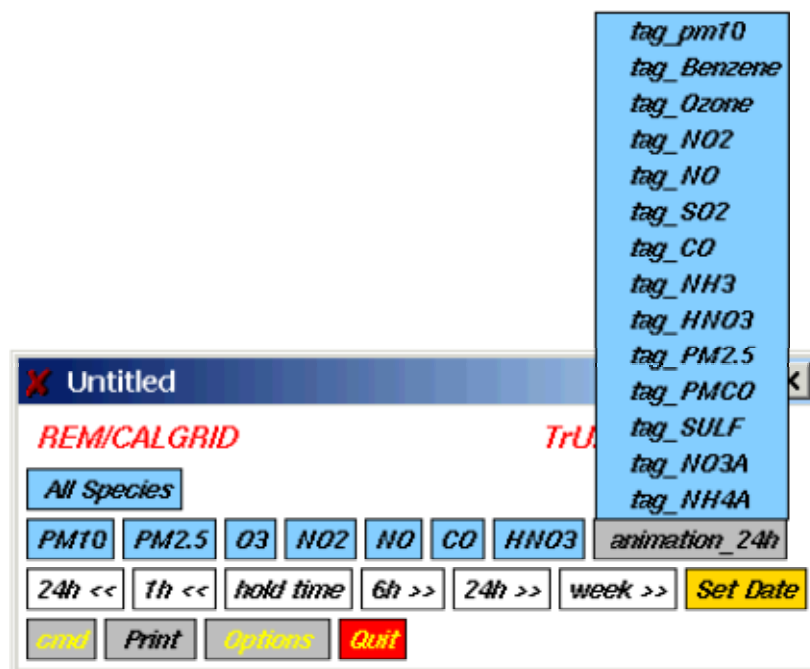 tag_pm10
tag_Benzene
tag_Ozone
tag_NO2
tag_NO
tag_SO2
tag_CO
tag_NH3
tag_HNO3
tag_PM2.5
tag_PMCO
tag_SULF
tag_NO3A
tag_NH4A
Untitled
REM/CALGRID TrU
All Species
PM10 PM2.5 O3 NO2 NO CO HNO3 animation_24h
24h << 1h << hold time 6h >> 24h >> week >> Set Date
cmd Print Options Quit